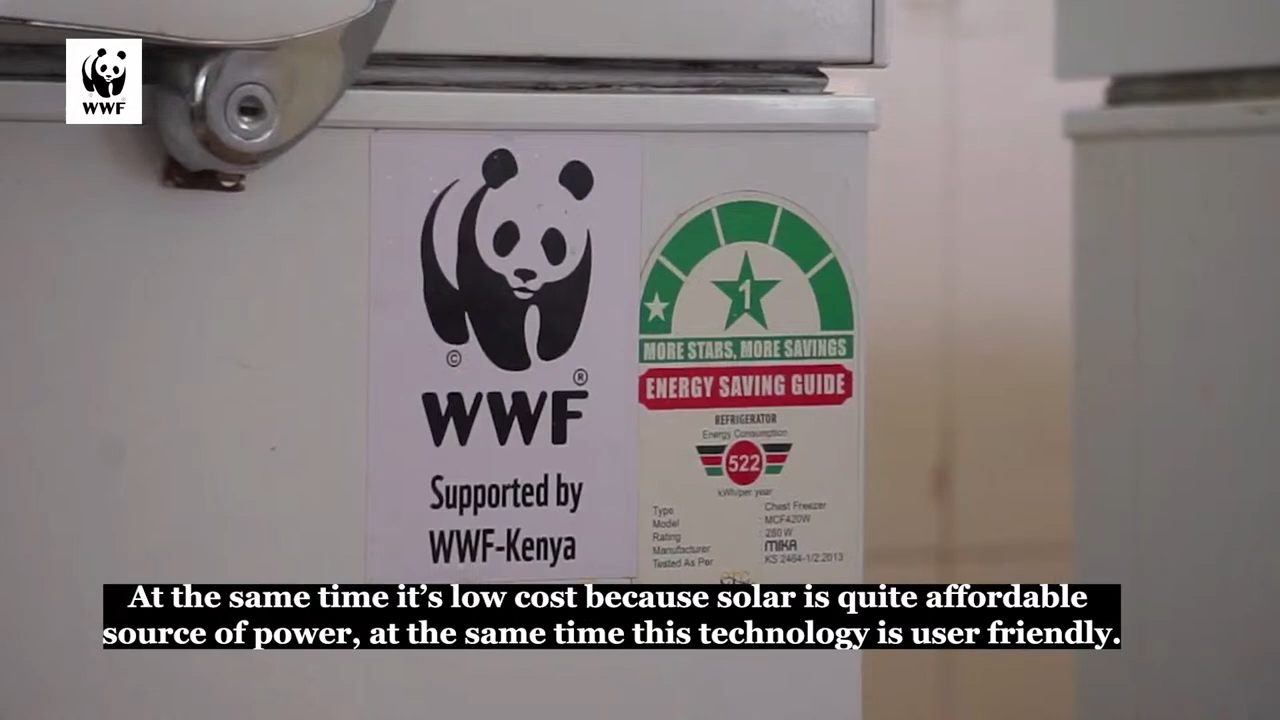 WWF
©
®
WWF
Supported by
WWF-Kenya
1
MORE STARS, MORE SAVINGS
ENERGY SAVING GUIDE
REFRIGERATOR
Energy Consumption
522
kWh/per year
Type : Chest Freezer
Model : MCF420W
Rating : 280 W
Manufacturer : MIKA
Tested As Per : KS 2464-1/2:2013
At the same time it’s low cost because solar is quite affordable
source of power, at the same time this technology is user friendly.